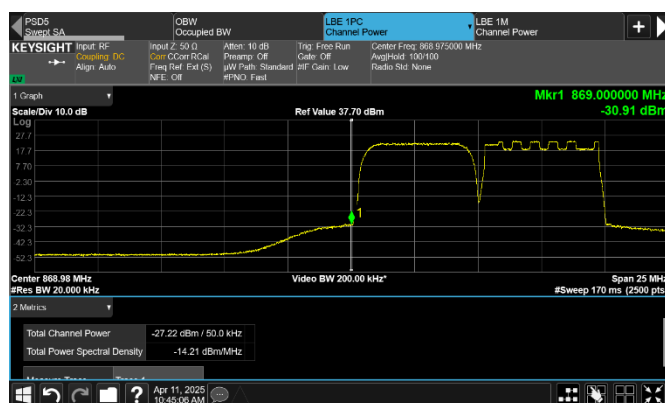 PSD5
Swept SA
OBW
Occupied BW
LBE 1PC
Channel Power
LBE 1M
Channel Power
+
KEYSIGHT
Input: RF
Coupling: DC
Align: Auto
Input Z: 50 Ω
Corr CCorr RCal
Freq Ref: Ext (S)
NFE: Off
Atten: 10 dB
Preamp: Off
µW Path: Standard
#PNO: Fast
Trig: Free Run
Gate: Off
#IF Gain: Low
Center Freq: 868.975000 MHz
Avg|Hold: 100/100
Radio Std: None
LXI
1 Graph
Scale/Div 10.0 dB
Ref Value 37.70 dBm
Mkr1 869.000000 MHz
-30.91 dBm
Log
27.7
17.7
7.70
-2.30
-12.3
-22.3
-32.3
-42.3
-52.3
1
Center 868.98 MHz
#Res BW 20.000 kHz
Video BW 200.00 kHz*
Span 25 MHz
#Sweep 170 ms (2500 pts
2 Metrics
Total Channel Power
-27.22 dBm / 50.0 kHz
Total Power Spectral Density
-14.21 dBm/MHz
?
Apr 11, 2025
10:45:06 AM